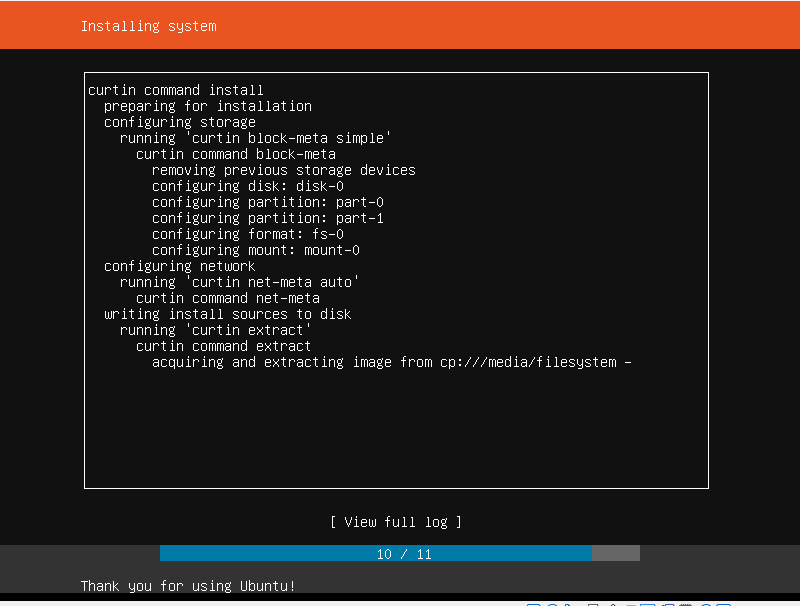 Installing system
curtin command install
preparing for installation
configuring storage
running 'curtin block-meta simple'
curtin command block-meta
removing previous storage devices
configuring disk: disk-0
configuring partition: part-0
configuring partition: part-1
configuring format: fs-0
configuring mount: mount-0
configuring network
running 'curtin net-meta auto'
curtin command net-meta
writing install sources to disk
running 'curtin extract'
curtin command extract
acquiring and extracting image from cp:///media/filesystem -
[ View full log ]
10 / 11
Thank you for using Ubuntu!